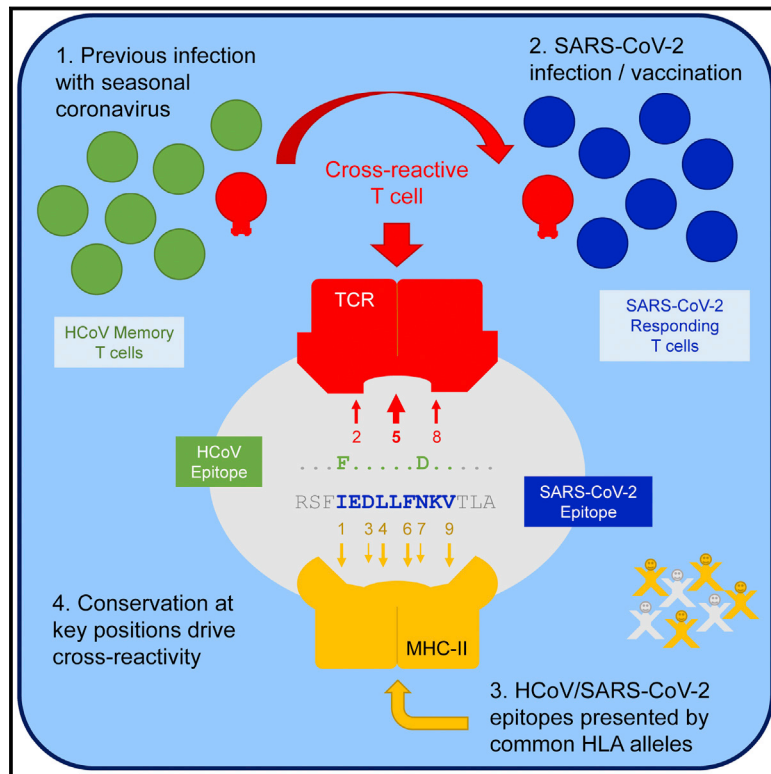 1. Previous infection
with seasonal
coronavirus
2. SARS-CoV-2
infection / vaccination
Cross-reactive
T cell
HCoV Memory
T cells
SARS-CoV-2
Responding
T cells
TCR
2 5 8
HCoV
Epitope
...F.....D.....
RSFIEDLLFNKVTLA
SARS-CoV-2
Epitope
1 3 4 6 7 9
4. Conservation at
key positions drive
cross-reactivity
MHC-II
3. HCoV/SARS-CoV-2
epitopes presented by
common HLA alleles